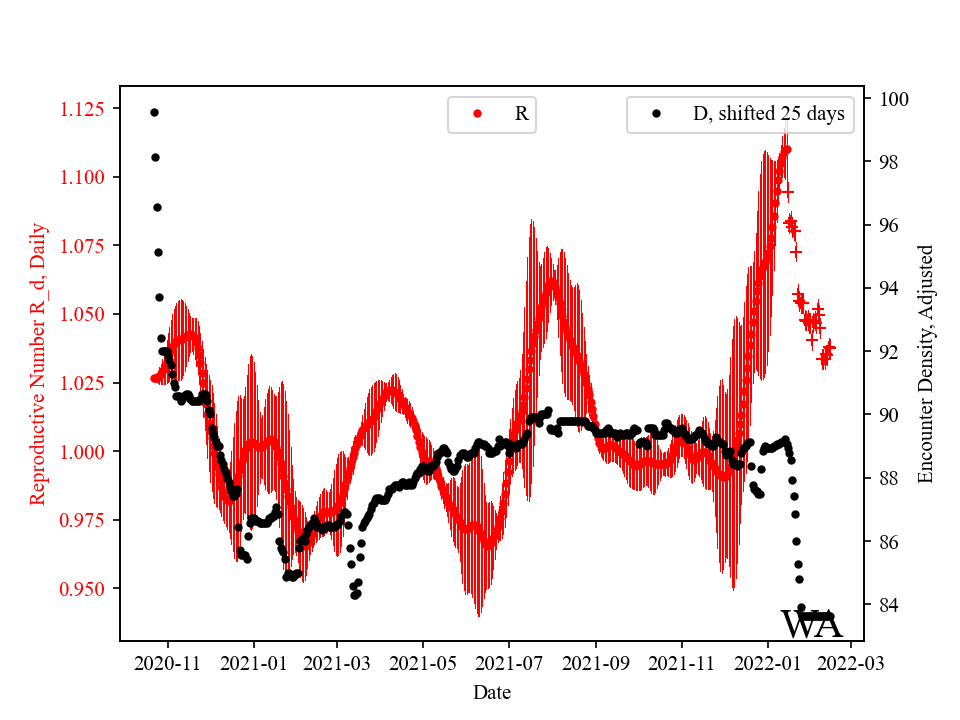 R
D, shifted 25 days
Reproductive Number R_d, Daily
1.125
1.100
1.075
1.050
1.025
1.000
0.975
0.950
100
98
96
94
92
90
88
86
84
Encounter Density, Adjusted
WA
2020-11 2021-01 2021-03 2021-05 2021-07 2021-09 2021-11 2022-01 2022-03
Date